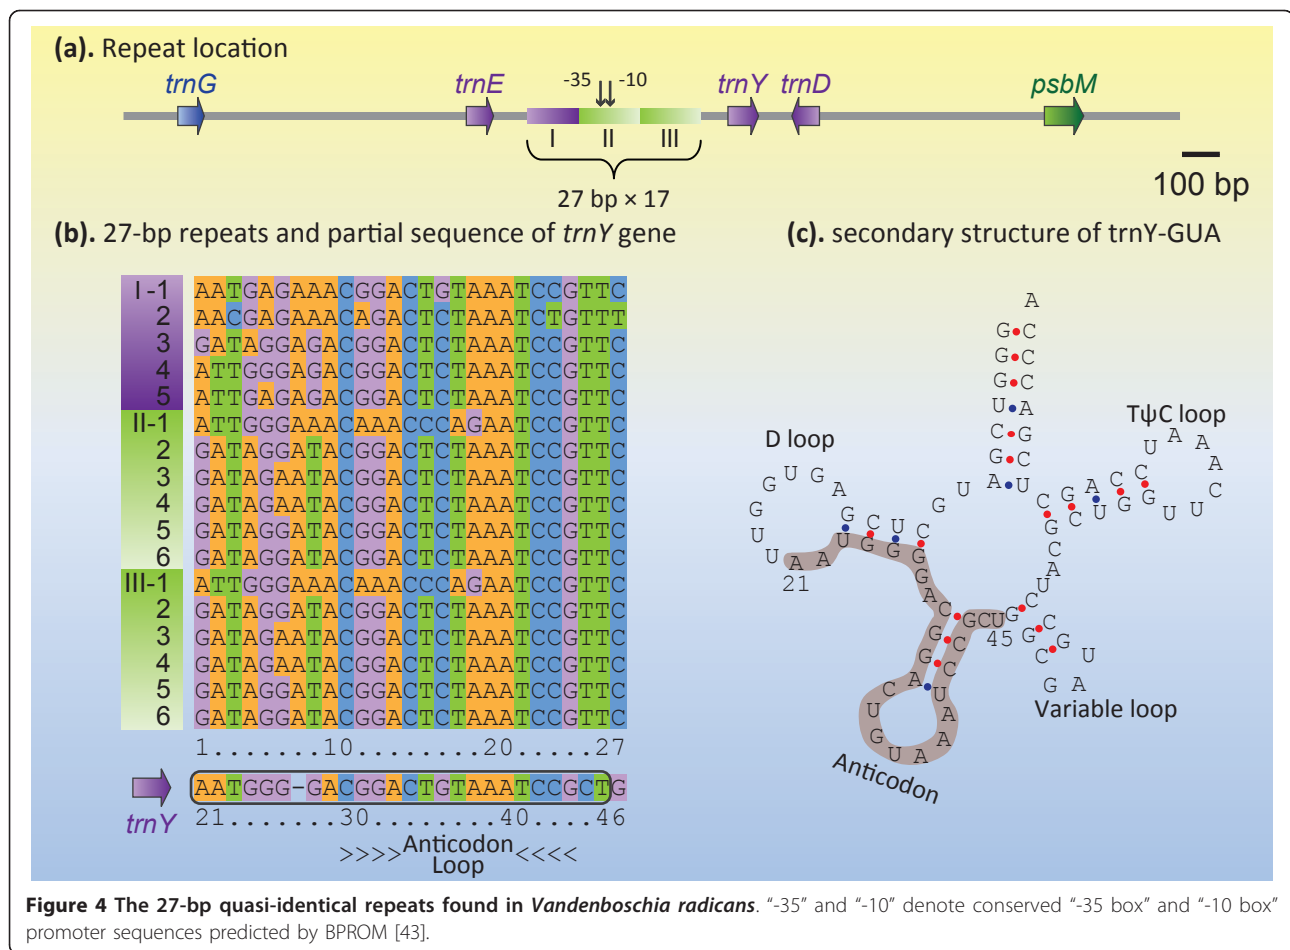 (a). Repeat location
trnG
trnE
-35
-10
trnY
trnD
psbM
I
II
III
27 bp × 17
100 bp
(b). 27-bp repeats and partial sequence of trnY gene
I -1 AATGAGAAACGGACTGTAAATCCGTTC
2 AACGAGAAACAGACTCTAAATCTGTTT
3 GATAGGAGACGGACTCTAAATCCGTTC
4 ATTGGGAGACGGACTCTAAATCCGTTC
5 ATTGAGAGACGGACTCTAAATCCGTTC
II-1 ATTGGGAAACAAACCCAGAATCCGTTC
2 GATAGGATACGGACTCTAAATCCGTTC
3 GATAGAATACGGACTCTAAATCCGTTC
4 GATAGAATACGGACTCTAAATCCGTTC
5 GATAGGATACGGACTCTAAATCCGTTC
6 GATAGGATACGGACTCTAAATCCGTTC
III-1 ATTGGGAAACAAACCCAGAATCCGTTC
2 GATAGGATACGGACTCTAAATCCGTTC
3 GATAGAATACGGACTCTAAATCCGTTC
4 GATAGAATACGGACTCTAAATCCGTTC
5 GATAGGATACGGACTCTAAATCCGTTC
6 GATAGGATACGGACTCTAAATCCGTTC
1.......10.........20.....27
trnY AATGGG-GACGGACTGTAAATCCGCTG
21.......30.........40....46
>>>>Anticodon<<<<
Loop
(c). secondary structure of trnY-GUA
A
G C
G C
G C
U A
C G
G C
A U
D loop
TψC loop
G U G A
G U U
G C U C
G U
U A A U G G G
21
A G G A
C U G U A A
A A U C C C
G C U
45
G C U A C G C
G A C C
U A A A C U U
G G U C
G C
C G U A G
Variable loop
Anticodon
Figure 4 The 27-bp quasi-identical repeats found in Vandenboschia radicans. "-35" and "-10" denote conserved "-35 box" and "-10 box"
promoter sequences predicted by BPROM [43].